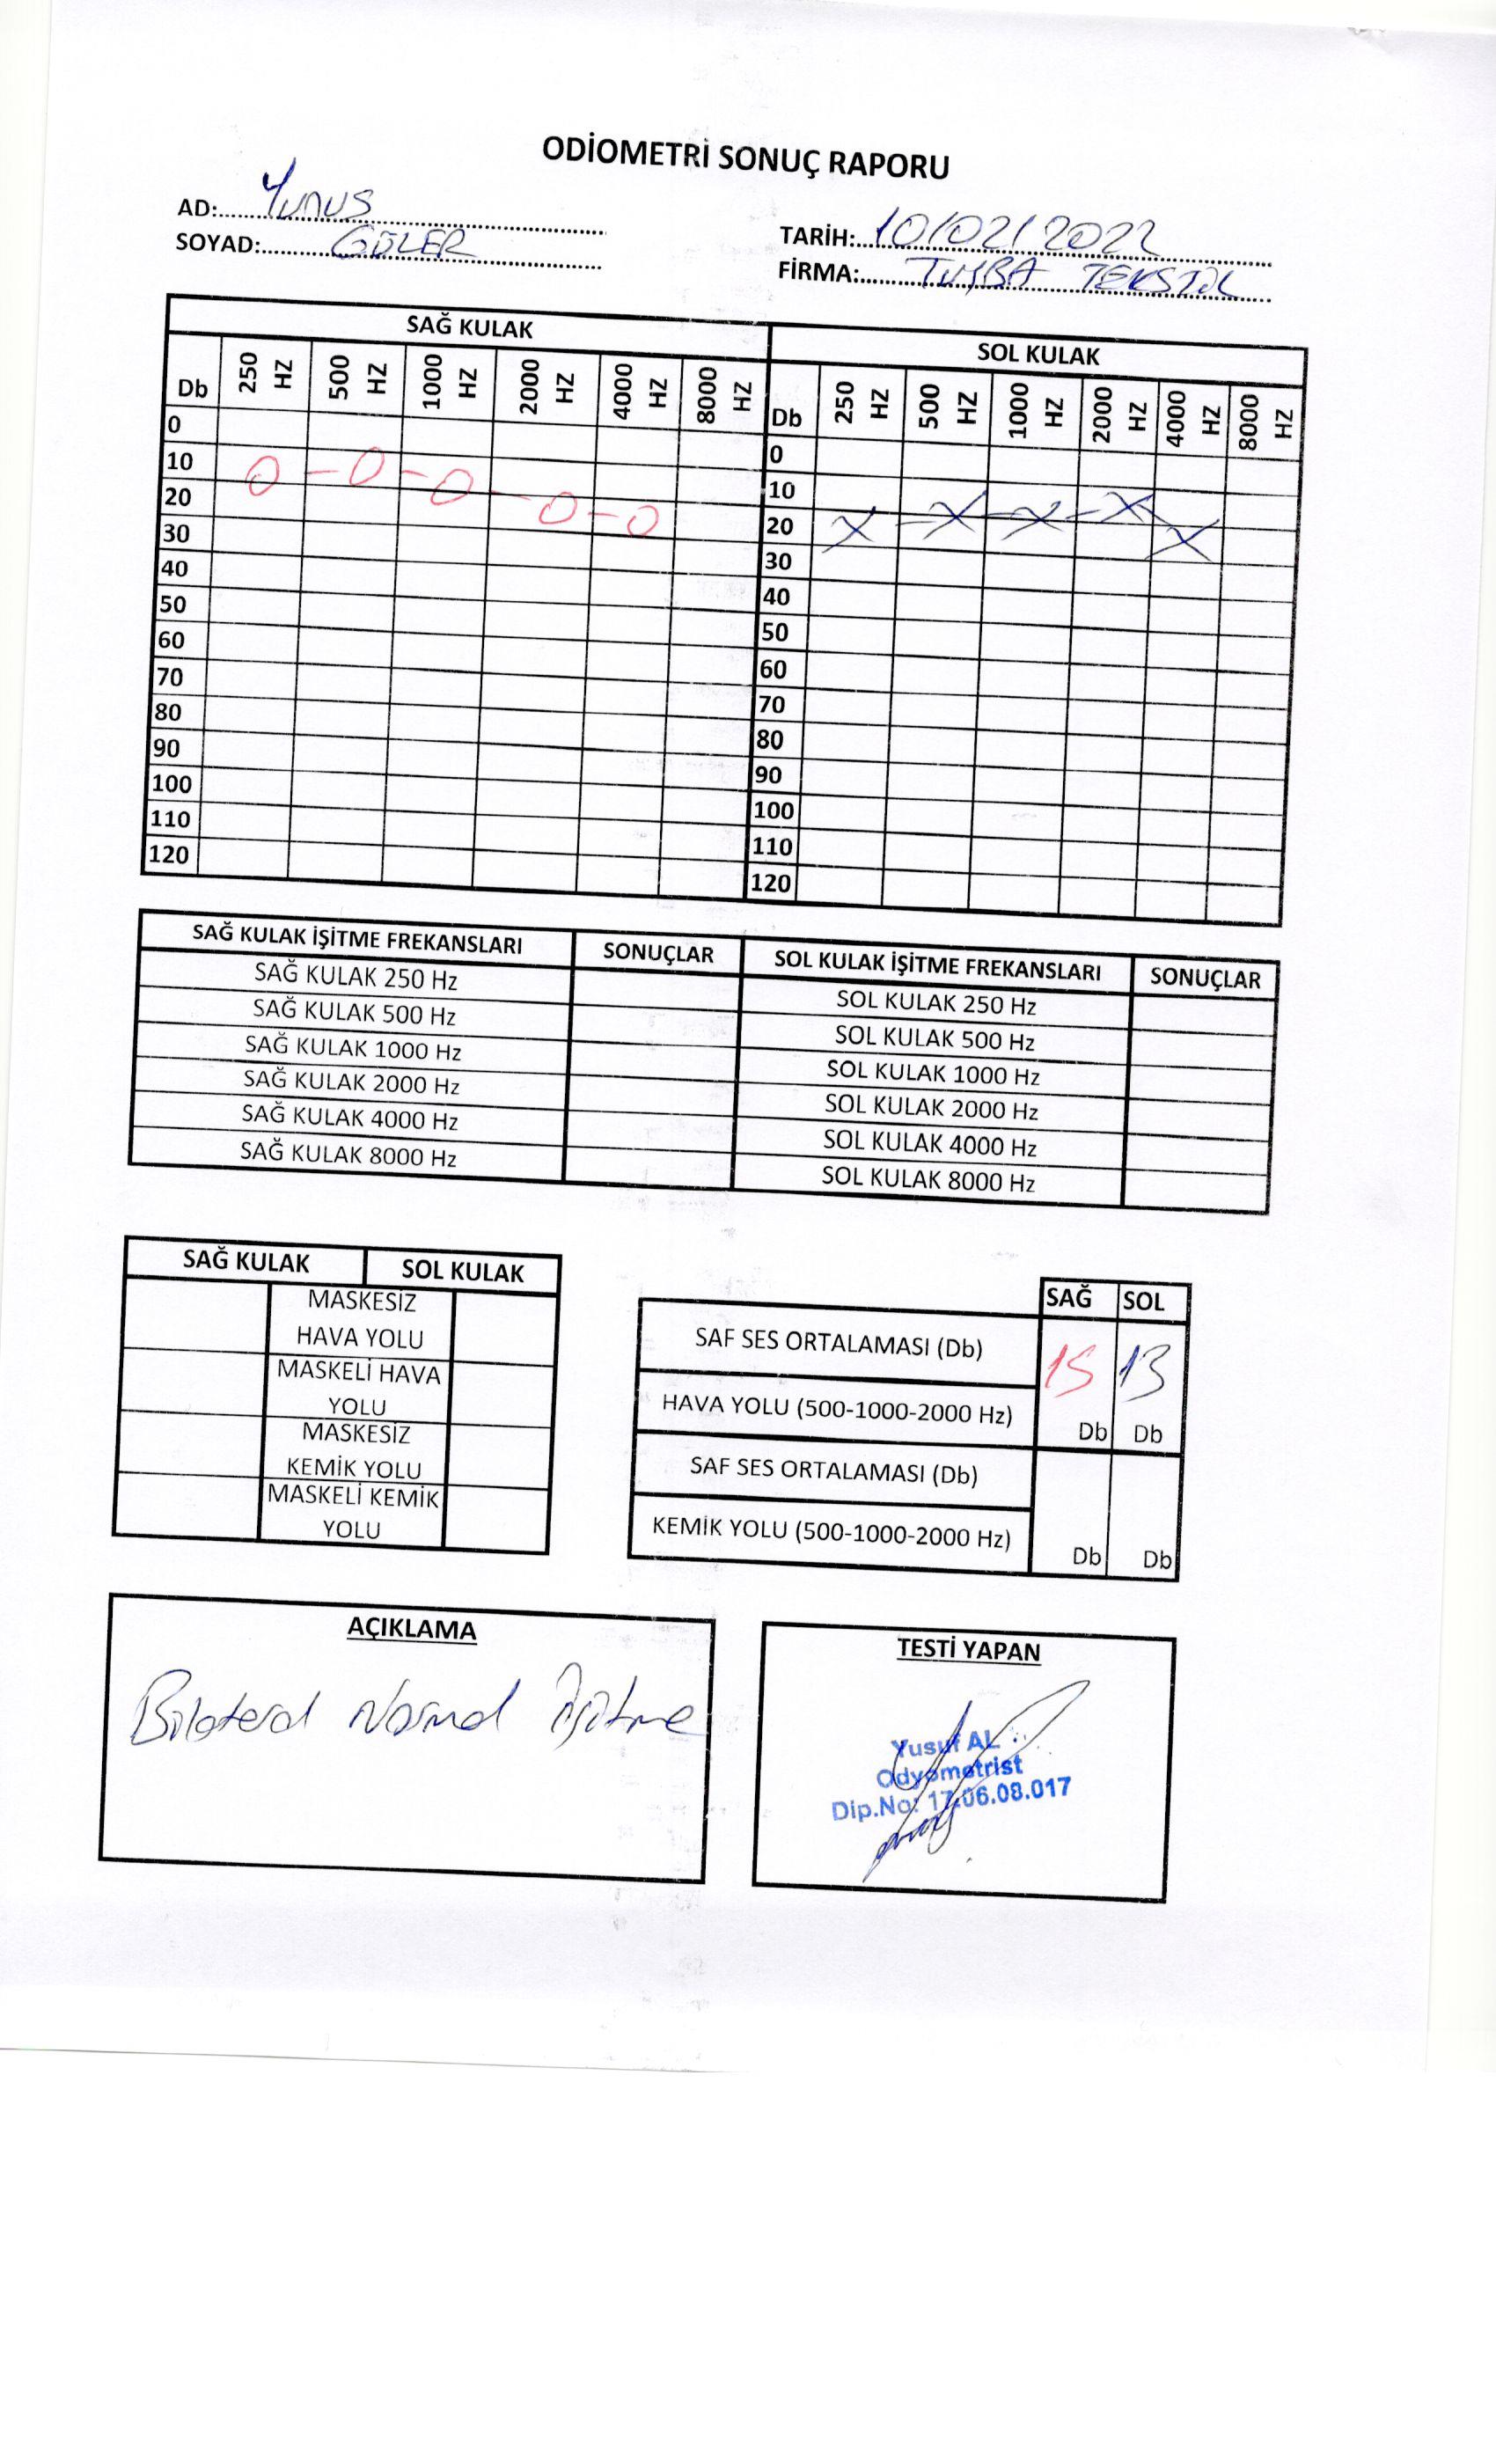 ODİOMETRİ SONUÇ RAPORU
AD: Yunus
SOYAD: GÜLER
TARİH: 10/02/2022
FİRMA: TUĞBA TEKSTİL
SAĞ KULAK SOL KULAK
Db 250 HZ 500 HZ 1000 HZ 2000 HZ 4000 HZ 8000 HZ Db 250 HZ 500 HZ 1000 HZ 2000 HZ 4000 HZ 8000 HZ
0 0
10 10
20 20
30 30
40 40
50 50
60 60
70 70
80 80
90 90
100 100
110 110
120 120
SAĞ KULAK İŞİTME FREKANSLARI SONUÇLAR SOL KULAK İŞİTME FREKANSLARI SONUÇLAR
SAĞ KULAK 250 Hz SOL KULAK 250 Hz
SAĞ KULAK 500 Hz SOL KULAK 500 Hz
SAĞ KULAK 1000 Hz SOL KULAK 1000 Hz
SAĞ KULAK 2000 Hz SOL KULAK 2000 Hz
SAĞ KULAK 4000 Hz SOL KULAK 4000 Hz
SAĞ KULAK 8000 Hz SOL KULAK 8000 Hz
SAĞ KULAK SOL KULAK
MASKESİZ
HAVA YOLU
MASKELİ HAVA
YOLU
MASKESİZ
KEMİK YOLU
MASKELİ KEMİK
YOLU
SAĞ SOL
SAF SES ORTALAMASI (Db) 15 13
HAVA YOLU (500-1000-2000 Hz) Db Db
SAF SES ORTALAMASI (Db)
KEMİK YOLU (500-1000-2000 Hz) Db Db
AÇIKLAMA
Bilateral Normal İşitme
TESTİ YAPAN
Yusuf AL
Odyometrist
Dip.No: 17.06.08.017